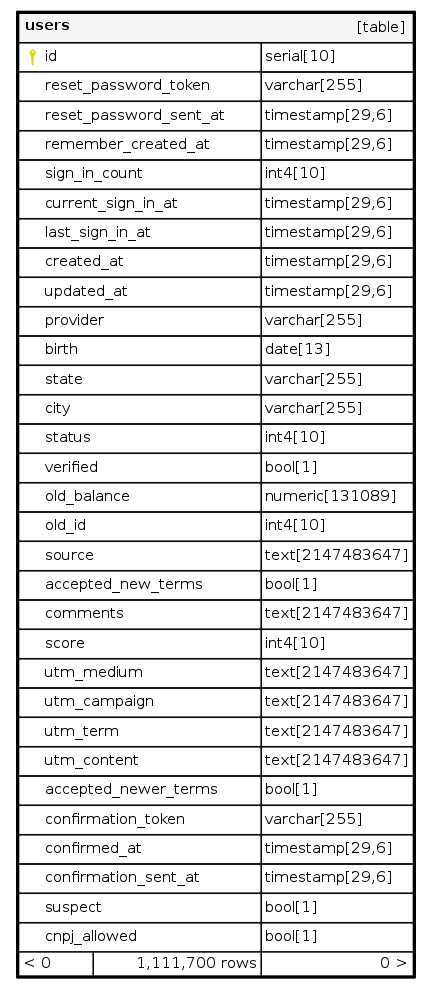 users [table]
id serial[10]
reset_password_token varchar[255]
reset_password_sent_at timestamp[29,6]
remember_created_at timestamp[29,6]
sign_in_count int4[10]
current_sign_in_at timestamp[29,6]
last_sign_in_at timestamp[29,6]
created_at timestamp[29,6]
updated_at timestamp[29,6]
provider varchar[255]
birth date[13]
state varchar[255]
city varchar[255]
status int4[10]
verified bool[1]
old_balance numeric[131089]
old_id int4[10]
source text[2147483647]
accepted_new_terms bool[1]
comments text[2147483647]
score int4[10]
utm_medium text[2147483647]
utm_campaign text[2147483647]
utm_term text[2147483647]
utm_content text[2147483647]
accepted_newer_terms bool[1]
confirmation_token varchar[255]
confirmed_at timestamp[29,6]
confirmation_sent_at timestamp[29,6]
suspect bool[1]
cnpj_allowed bool[1]
< 0 1,111,700 rows 0 >